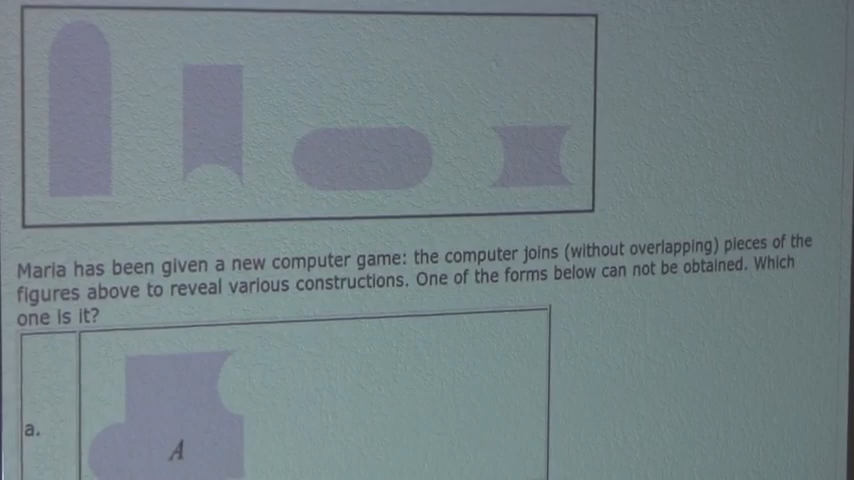 Maria has been given a new computer game: the computer joins (without overlapping) pieces of the
figures above to reveal various constructions. One of the forms below can not be obtained. Which
one is it?
a.
A